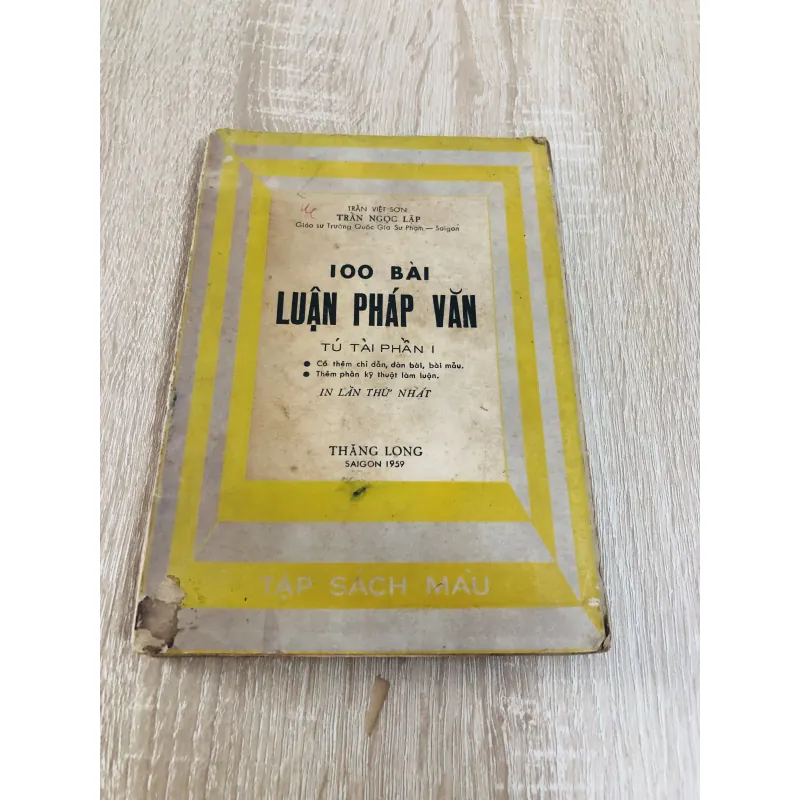 TRẦN VIỆT-SƠN
TRẦN NGỌC LẬP
Giáo sư Trường Quốc Gia Sư Phạm — Saigon
100 BÀI
LUẬN PHÁP VĂN
TÚ TÀI PHẦN I
● Có thêm chỉ dẫn, dàn bài, bài mẫu.
● Thêm phần kỹ thuật làm luận.
IN LẦN THỨ NHẤT
THĂNG LONG
SAIGON 1959
TẬP SÁCH MẪU